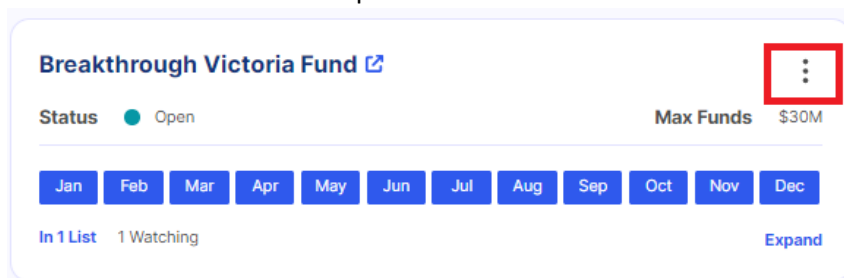 Breakthrough Victoria Fund
Status Open Max Funds $30M
Jan Feb Mar Apr May Jun Jul Aug Sep Oct Nov Dec
In 1 List 1 Watching Expand